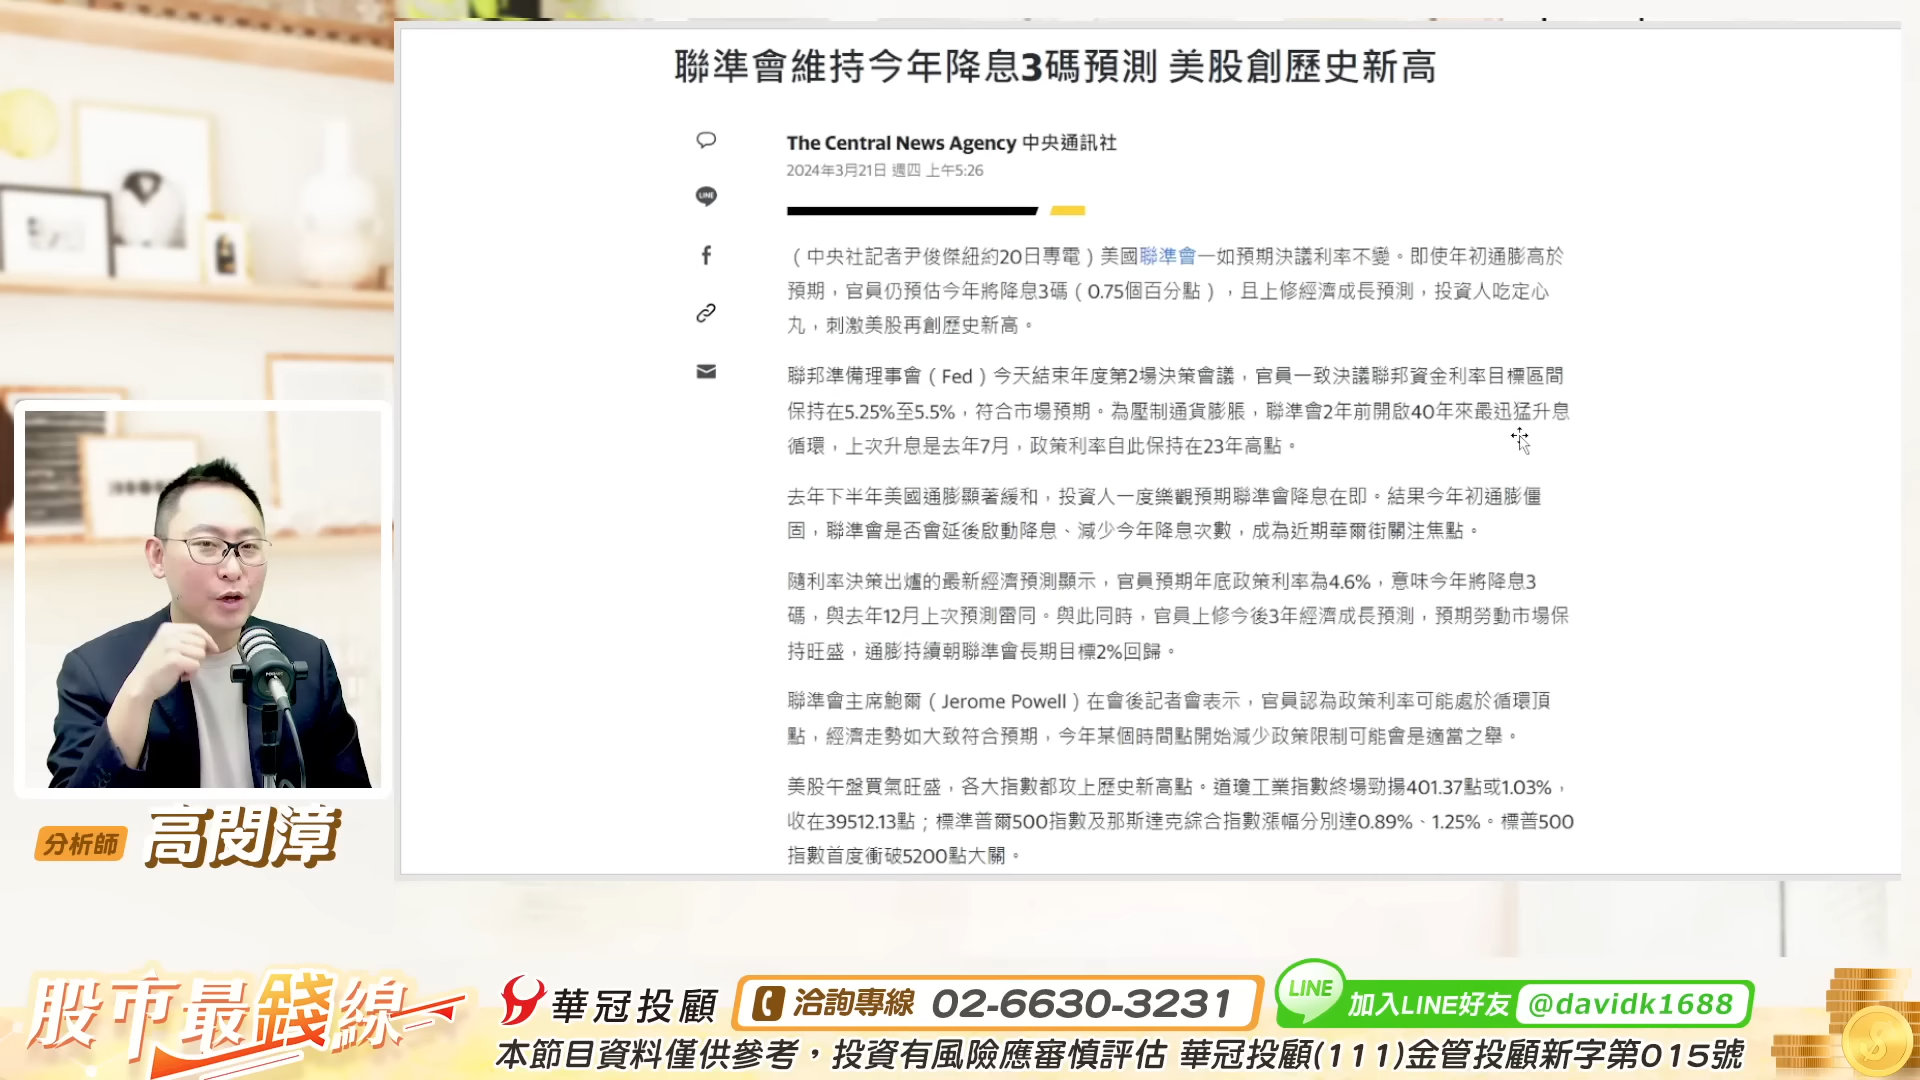 聯準會維持今年降息3碼預測 美股創歷史新高
The Central News Agency 中央通訊社
2024年3月21日 週四 上午5:26
（中央社記者尹俊傑紐約20日專電）美國聯準會一如預期決議利率不變。即使年初通膨高於
預期，官員仍預估今年將降息3碼（0.75個百分點），且上修經濟成長預測，投資人吃定心
丸，刺激美股再創歷史新高。
聯邦準備理事會（Fed）今天結束年度第2場決策會議，官員一致決議聯邦資金利率目標區間
保持在5.25%至5.5%，符合市場預期。為壓制通貨膨脹，聯準會2年前開啟40年來最迅猛升息
循環，上次升息是去年7月，政策利率自此保持在23年高點。
去年下半年美國通膨顯著緩和，投資人一度樂觀預期聯準會降息在即。結果今年初通膨僵
固，聯準會是否會延後啟動降息、減少今年降息次數，成為近期華爾街關注焦點。
隨利率決策出爐的最新經濟預測顯示，官員預期年底政策利率為4.6%，意味今年將降息3
碼，與去年12月上次預測雷同。與此同時，官員上修今後3年經濟成長預測，預期勞動市場保
持旺盛，通膨持續朝聯準會長期目標2%回歸。
聯準會主席鮑爾（Jerome Powell）在會後記者會表示，官員認為政策利率可能處於循環頂
點，經濟走勢如大致符合預期，今年某個時間點開始減少政策限制可能會是適當之舉。
美股午盤買氣旺盛，各大指數都攻上歷史新高點。道瓊工業指數終場勁揚401.37點或1.03%，
收在39512.13點；標準普爾500指數及那斯達克綜合指數漲幅分別達0.89%、1.25%。標普500
指數首度衝破5200點大關。
分析師 高閔漳
股市最錢線
華冠投顧 洽詢專線 02-6630-3231
LINE 加入LINE好友 @davidk1688
本節目資料僅供參考，投資有風險應審慎評估 華冠投顧(111)金管投顧新字第015號